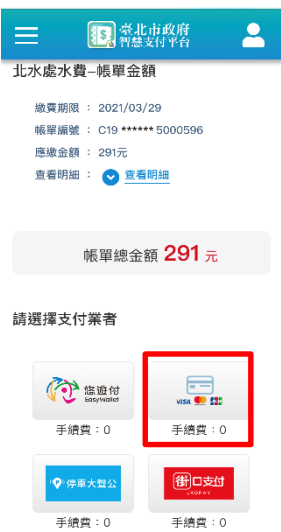 臺北市政府
智慧支付平台
北水處水費–帳單金額
繳費期限 : 2021/03/29
帳單編號 : C19 ****** 5000596
應繳金額 : 291元
查看明細 : 查看明細
帳單總金額 291 元
請選擇支付業者
悠遊付
EasyWallet
手續費:0
VISA
手續費:0
停車大聲公
手續費:0
街口支付
JKOPAY
手續費:0